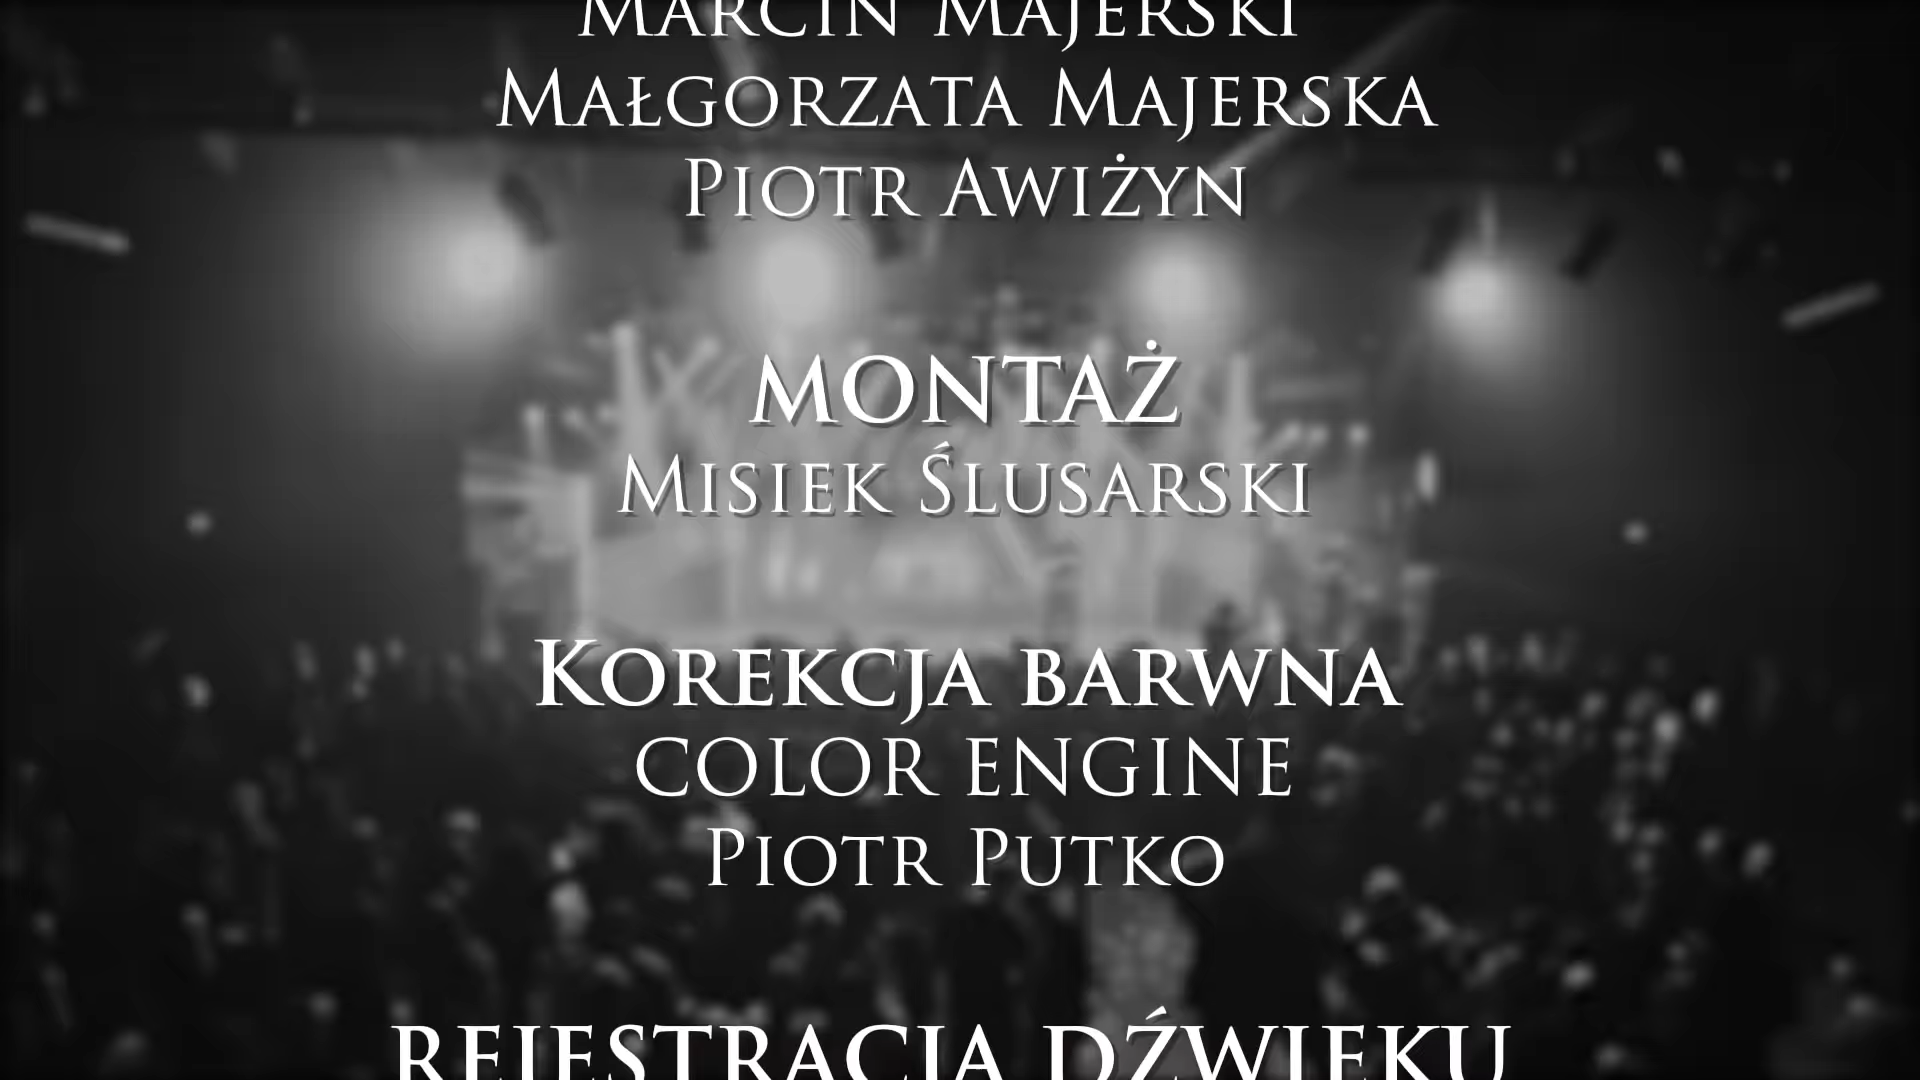 Marcin Majerski
Małgorzata Majerska
Piotr Awiżyn
MONTAŻ
Misiek Ślusarski
Korekcja barwna
COLOR ENGINE
Piotr Putko
REJESTRACJA DŹWIĘKU